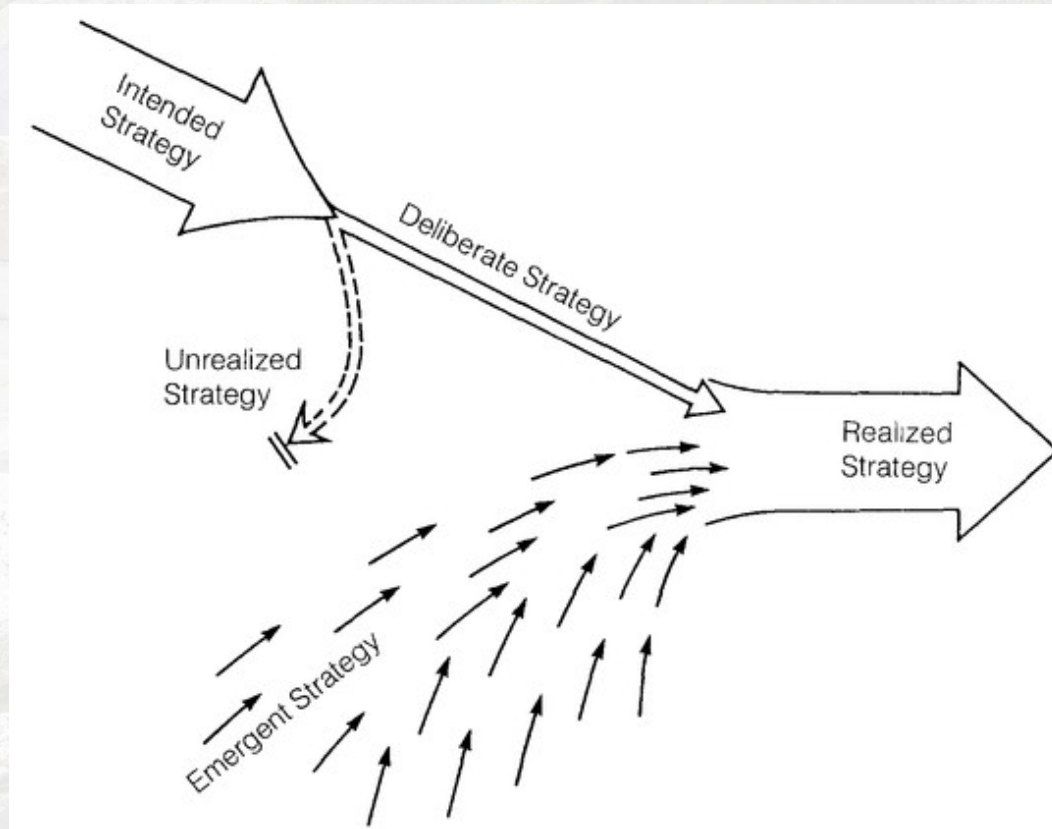 Intended
Strategy
Deliberate Strategy
Unrealized
Strategy
Realized
Strategy
Emergent Strategy